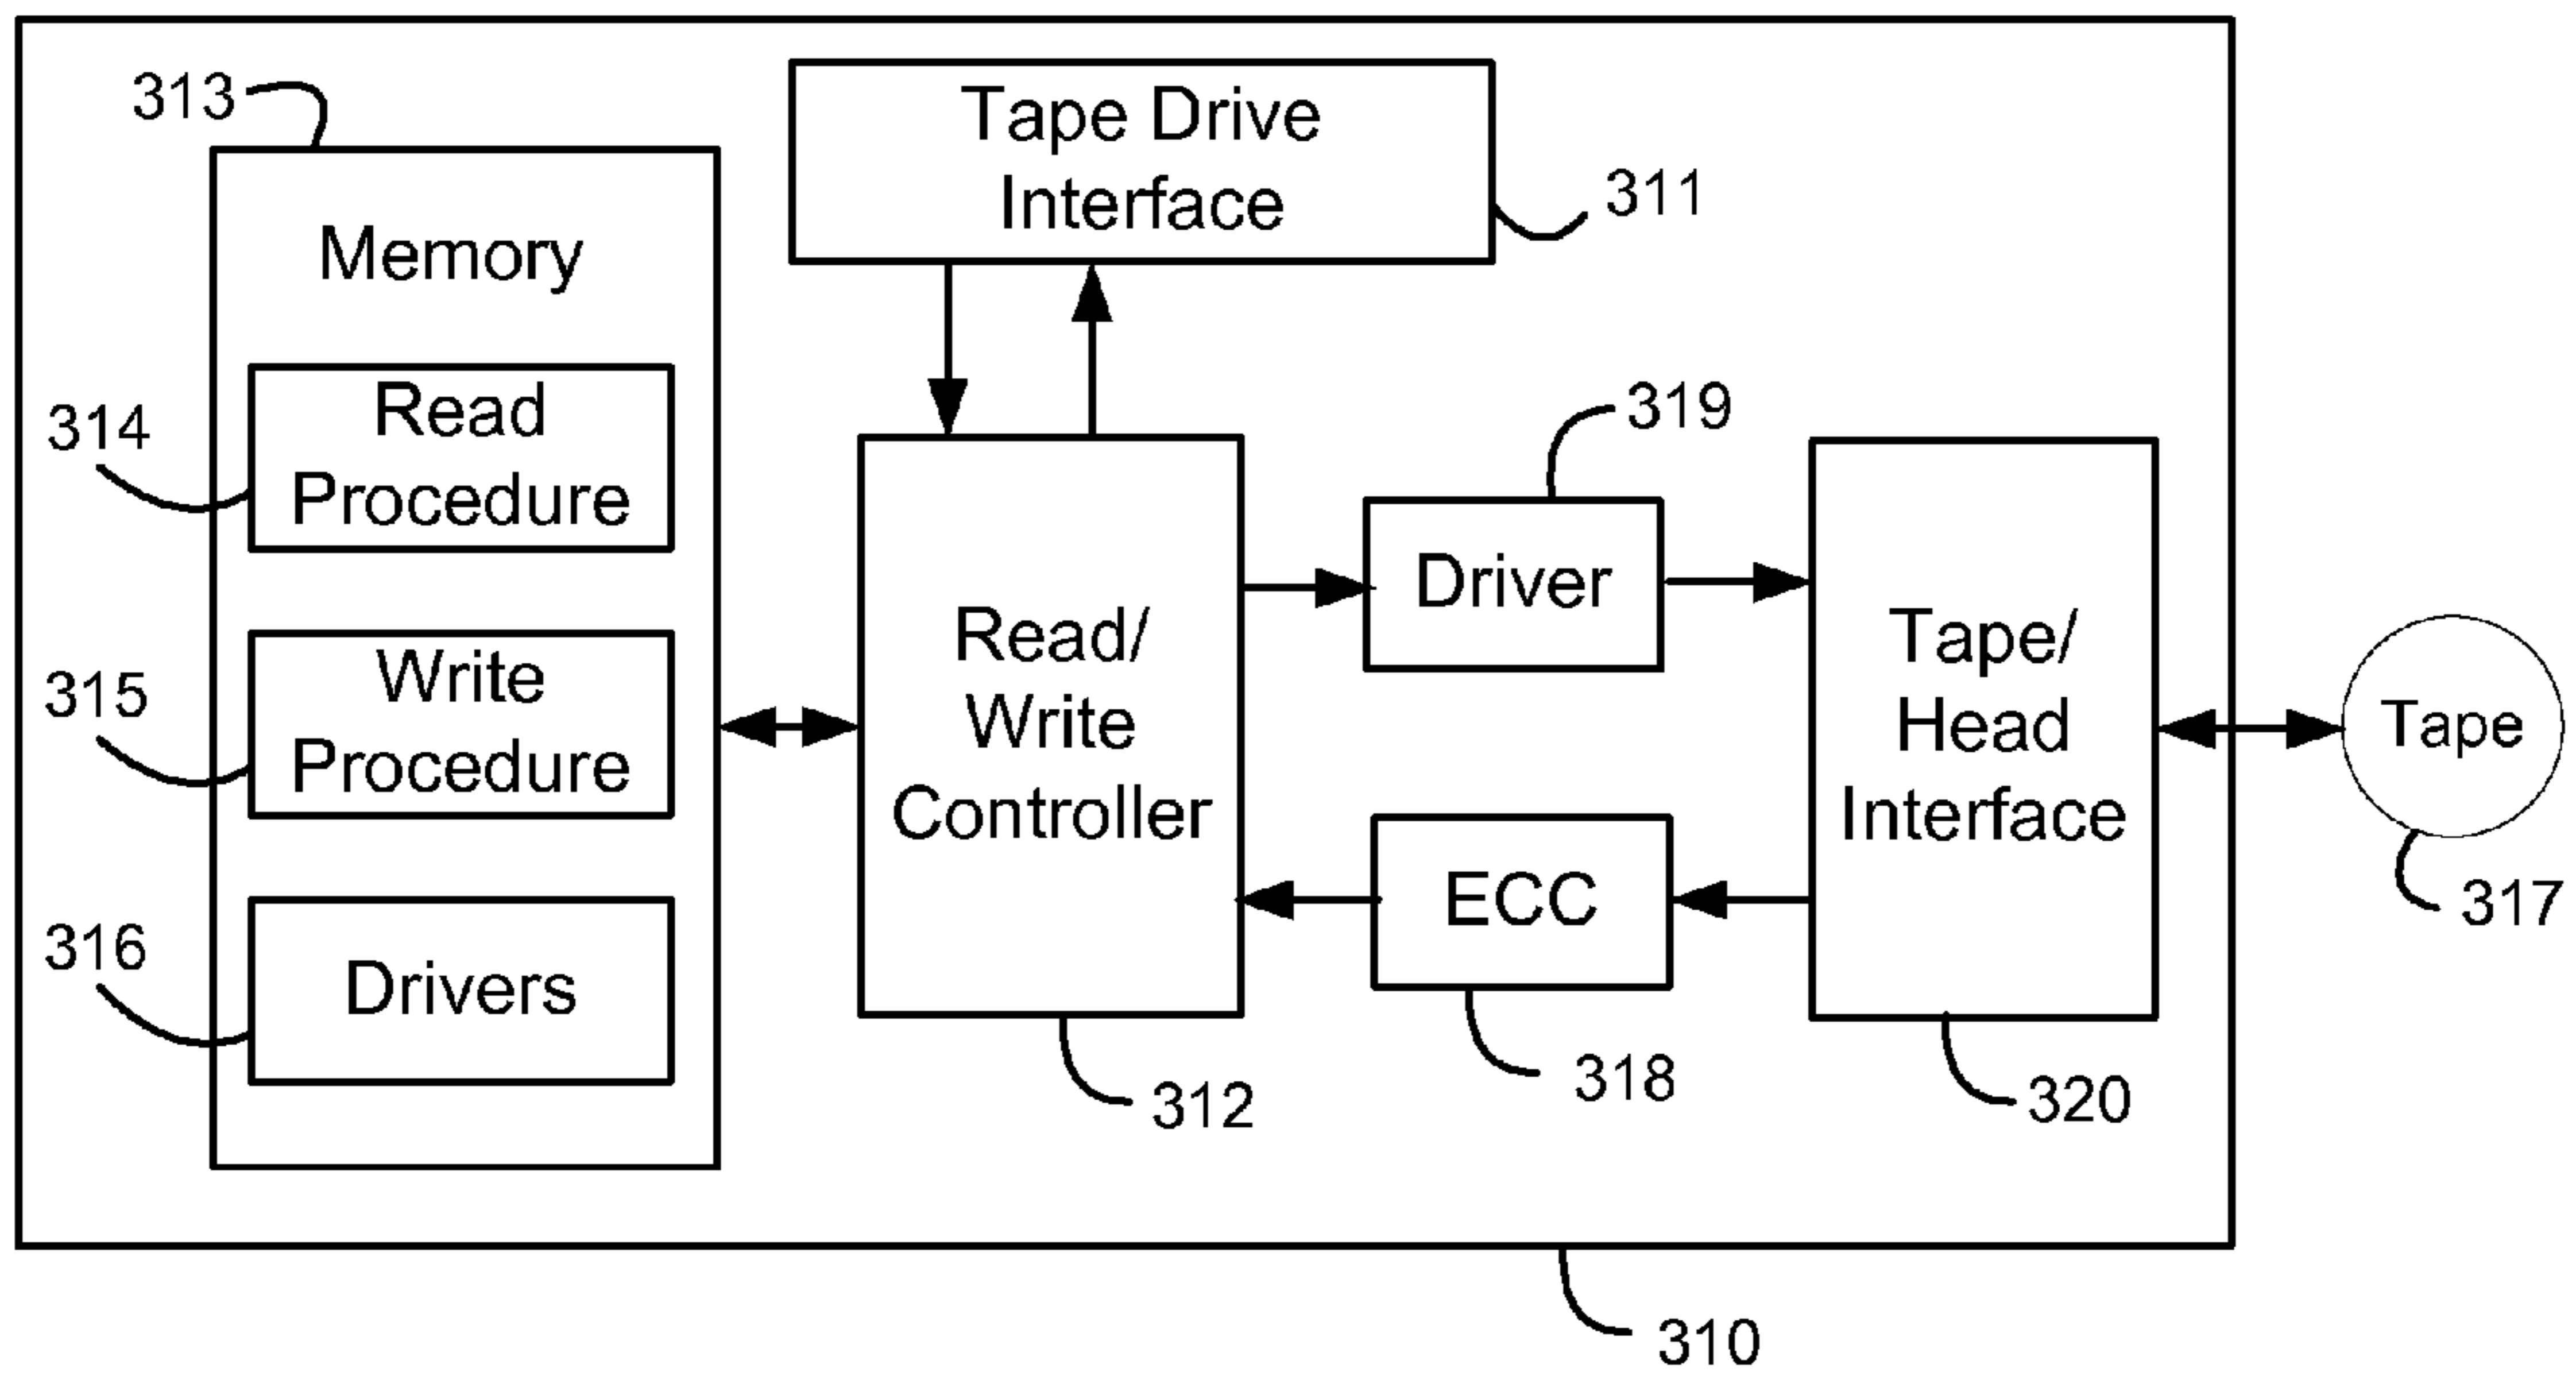 313
Tape Drive
Interface
311
Memory
314
Read
Procedure
319
Driver
315
Write
Procedure
Read/
Write
Controller
Tape/
Head
Interface
Tape
317
316
Drivers
ECC
312
318
320
310